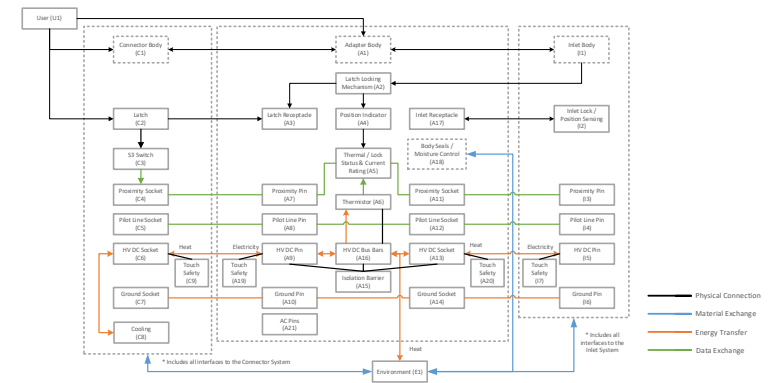 User (U1)
Connector Body
(C1)
Adapter Body
(A1)
Inlet Body
(I1)
Latch Locking
Mechanism (A2)
Latch
(C2)
Latch Receptacle
(A3)
Position Indicator
(A4)
Inlet Receptacle
(A17)
Inlet Lock /
Position Sensing
(I2)
S3 Switch
(C3)
Thermal / Lock
Status & Current
Rating (A5)
Body Seals /
Moisture Control
(A18)
Proximity Socket
(C4)
Proximity Pin
(A7)
Thermistor (A6)
Proximity Socket
(A11)
Proximity Pin
(I3)
Pilot Line Socket
(C5)
Pilot Line Pin
(A8)
Pilot Line Socket
(A12)
Pilot Line Pin
(I4)
HV DC Socket
(C6)
Heat
Electricity
HV DC Pin
(A9)
HV DC Bus Bars
(A16)
HV DC Socket
(A13)
Heat
Electricity
HV DC Pin
(I5)
Touch
Safety
(C9)
Touch
Safety
(A19)
Isolation Barrier
(A15)
Touch
Safety
(A20)
Touch
Safety
(I7)
Ground Socket
(C7)
Ground Pin
(A10)
Ground Socket
(A14)
Ground Pin
(I6)
Cooling
(C8)
AC Pins
(A21)
Heat
* Includes all interfaces to the Connector System
Environment (E1)
* Includes all
interfaces to the
Inlet System
Physical Connection
Material Exchange
Energy Transfer
Data Exchange